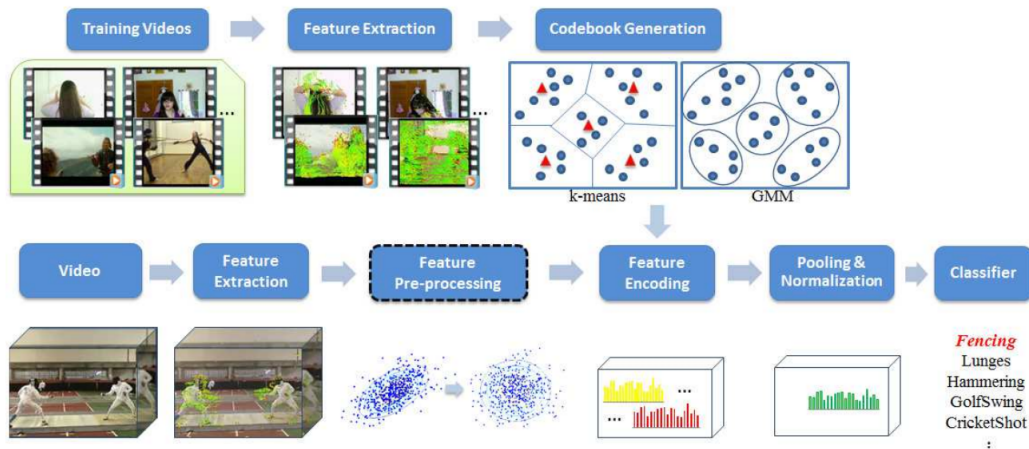 Training Videos
Feature Extraction
Codebook Generation
...
...
k-means
GMM
Video
Feature
Extraction
Feature
Pre-processing
Feature
Encoding
Pooling &
Normalization
Classifier
...
...
Fencing
Lunges
Hammering
GolfSwing
CricketShot
: